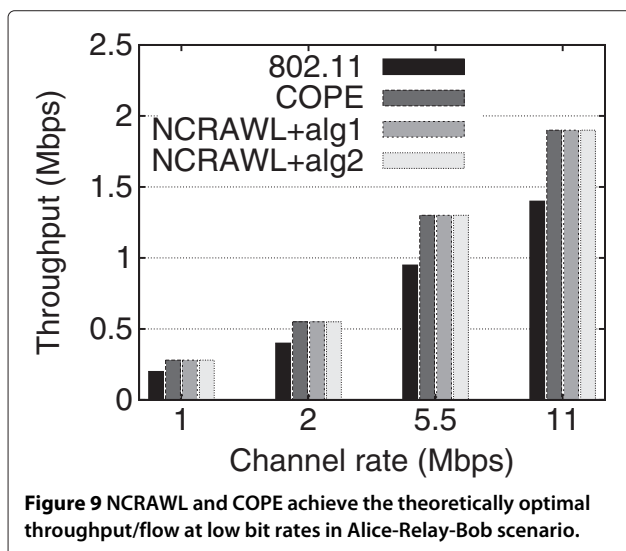 2.5
2
1.5
1
0.5
0
Throughput (Mbps)
802.11
COPE
NCRAWL+alg1
NCRAWL+alg2
1 2 5.5 11
Channel rate (Mbps)
Figure 9 NCRAWL and COPE achieve the theoretically optimal
throughput/flow at low bit rates in Alice-Relay-Bob scenario.